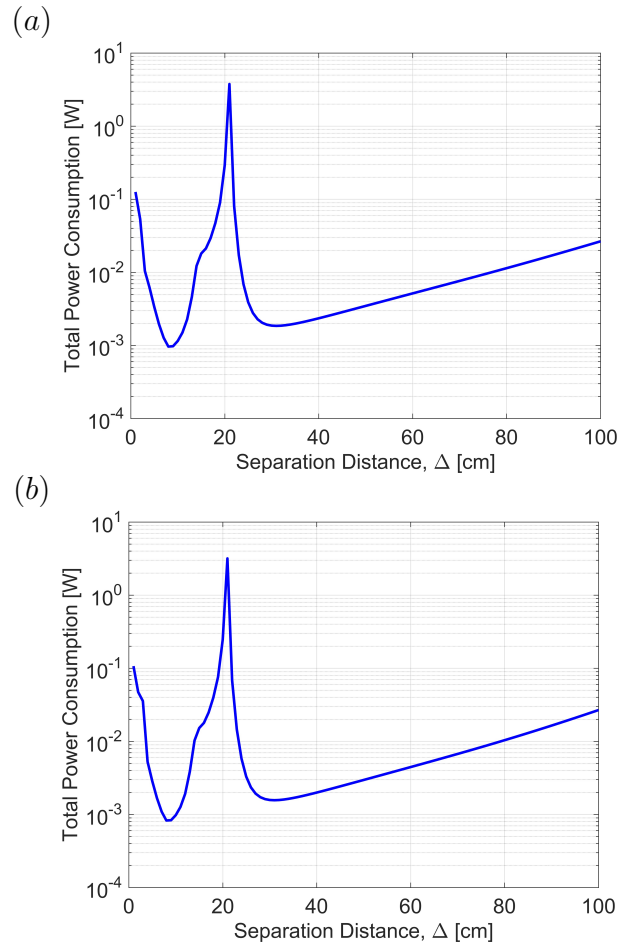 (a)
Total Power Consumption [W]
10^1
10^0
10^-1
10^-2
10^-3
10^-4
0 20 40 60 80 100
Separation Distance, Δ [cm]
(b)
Total Power Consumption [W]
10^1
10^0
10^-1
10^-2
10^-3
10^-4
0 20 40 60 80 100
Separation Distance, Δ [cm]